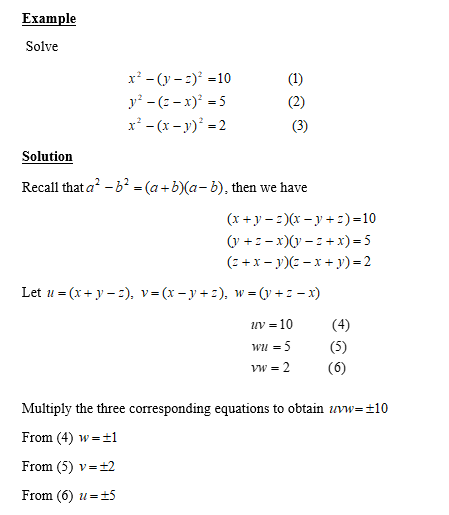 Example
Solve
x² – (y – z)² = 10 (1)
y² – (z – x)² = 5 (2)
x² – (x – y)² = 2 (3)
Solution
Recall that a² – b² = (a + b)(a – b), then we have
(x + y – z)(x – y + z) = 10
(y + z – x)(y – z + x) = 5
(z + x – y)(z – x + y) = 2
Let u = (x + y – z), v = (x – y + z), w = (y + z – x)
uv = 10 (4)
wu = 5 (5)
vw = 2 (6)
Multiply the three corresponding equations to obtain uvw = ±10
From (4) w = ±1
From (5) v = ±2
From (6) u = ±5